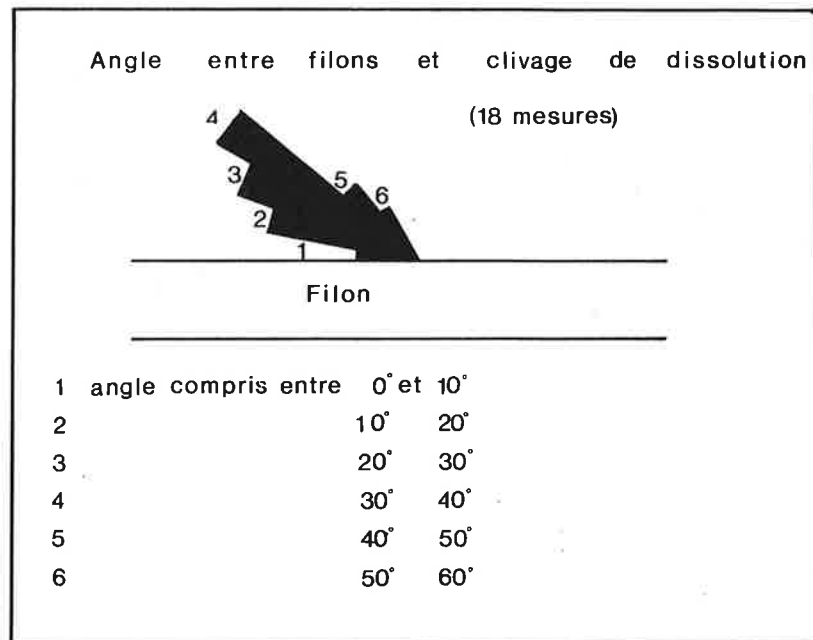 Angle entre filons et clivage de dissolution
(18 mesures)
4
3
5
6
2
1
Filon
1 angle compris entre 0° et 10°
2 10° 20°
3 20° 30°
4 30° 40°
5 40° 50°
6 50° 60°